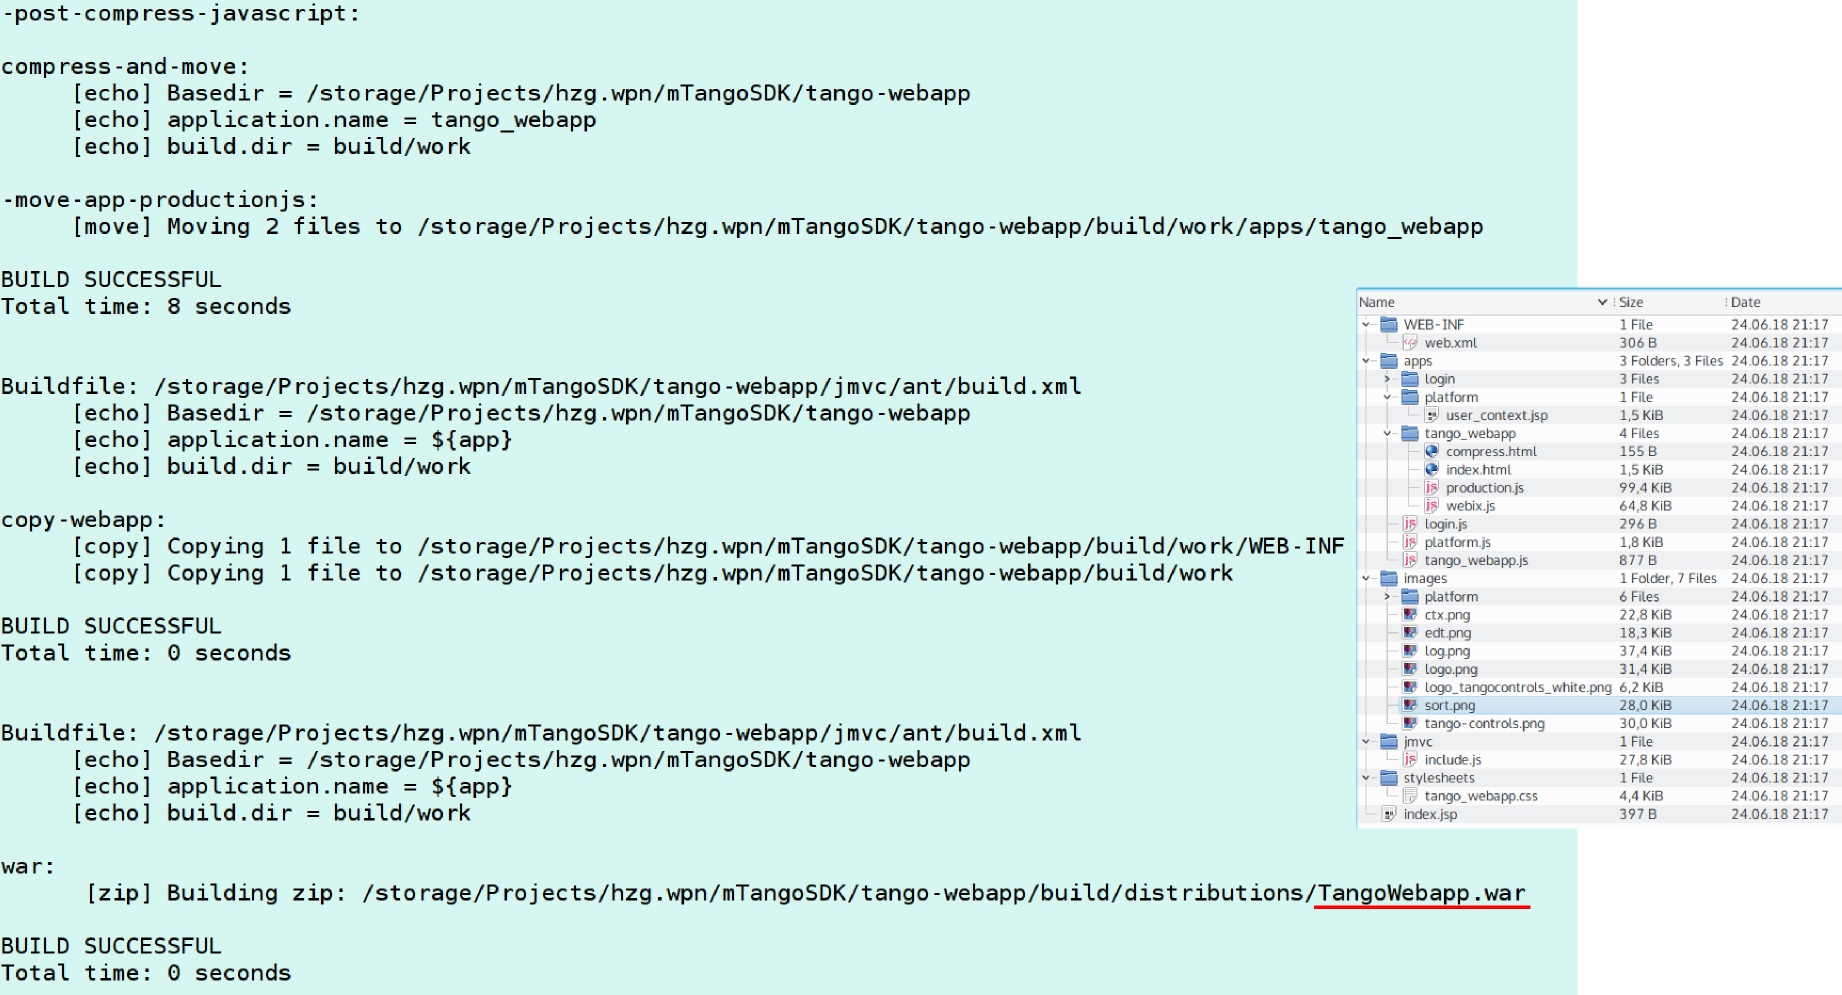 -post-compress-javascript:
compress-and-move:
[echo] Basedir = /storage/Projects/hzg.wpn/mTangoSDK/tango-webapp
[echo] application.name = tango_webapp
[echo] build.dir = build/work
-move-app-productionjs:
[move] Moving 2 files to /storage/Projects/hzg.wpn/mTangoSDK/tango-webapp/build/work/apps/tango_webapp
BUILD SUCCESSFUL
Total time: 8 seconds
Buildfile: /storage/Projects/hzg.wpn/mTangoSDK/tango-webapp/jmvc/ant/build.xml
[echo] Basedir = /storage/Projects/hzg.wpn/mTangoSDK/tango-webapp
[echo] application.name = ${app}
[echo] build.dir = build/work
copy-webapp:
[copy] Copying 1 file to /storage/Projects/hzg.wpn/mTangoSDK/tango-webapp/build/work/WEB-INF
[copy] Copying 1 file to /storage/Projects/hzg.wpn/mTangoSDK/tango-webapp/build/work
BUILD SUCCESSFUL
Total time: 0 seconds
Buildfile: /storage/Projects/hzg.wpn/mTangoSDK/tango-webapp/jmvc/ant/build.xml
[echo] Basedir = /storage/Projects/hzg.wpn/mTangoSDK/tango-webapp
[echo] application.name = ${app}
[echo] build.dir = build/work
war:
[zip] Building zip: /storage/Projects/hzg.wpn/mTangoSDK/tango-webapp/build/distributions/TangoWebapp.war
BUILD SUCCESSFUL
Total time: 0 seconds
Name Size Date
WEB-INF 1 File 24.06.18 21:17
web.xml 306 B 24.06.18 21:17
apps 3 Folders, 3 Files 24.06.18 21:17
login 3 Files 24.06.18 21:17
platform 1 File 24.06.18 21:17
user_context.jsp 1,5 KiB 24.06.18 21:17
tango_webapp 4 Files 24.06.18 21:17
compress.html 155 B 24.06.18 21:17
index.html 1,5 KiB 24.06.18 21:17
production.js 99,4 KiB 24.06.18 21:17
webix.js 64,8 KiB 24.06.18 21:17
login.js 296 B 24.06.18 21:17
platform.js 1,8 KiB 24.06.18 21:17
tango_webapp.js 877 B 24.06.18 21:17
images 1 Folder, 7 Files 24.06.18 21:17
platform 6 Files 24.06.18 21:17
ctx.png 22,8 KiB 24.06.18 21:17
edt.png 18,3 KiB 24.06.18 21:17
log.png 37,4 KiB 24.06.18 21:17
logo.png 31,4 KiB 24.06.18 21:17
logo_tangocontrols_white.png 6,2 KiB 24.06.18 21:17
sort.png 28,0 KiB 24.06.18 21:17
tango-controls.png 30,0 KiB 24.06.18 21:17
jmvc 1 File 24.06.18 21:17
include.js 27,8 KiB 24.06.18 21:17
stylesheets 1 File 24.06.18 21:17
tango_webapp.css 4,4 KiB 24.06.18 21:17
index.jsp 397 B 24.06.18 21:17